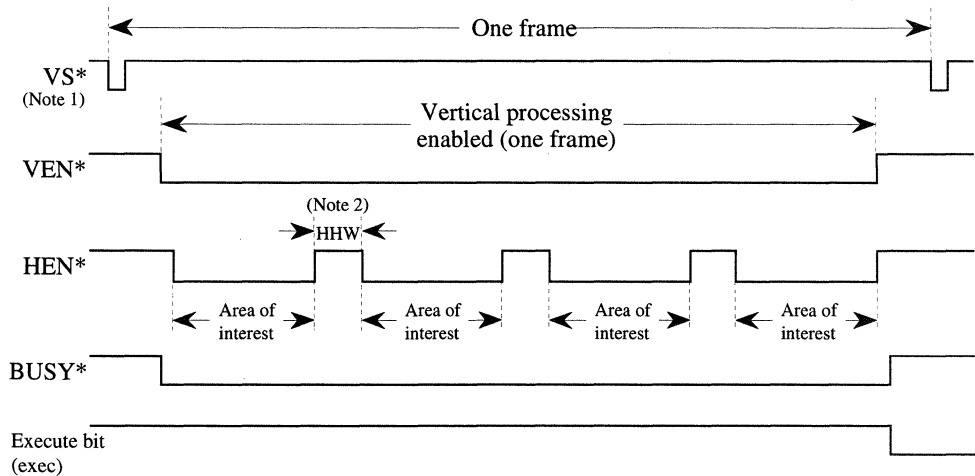 One frame
VS*
(Note 1)
Vertical processing
enabled (one frame)
VEN*
(Note 2)
HHW
HEN*
Area of
interest
Area of
interest
Area of
interest
Area of
interest
BUSY*
Execute bit
(exec)